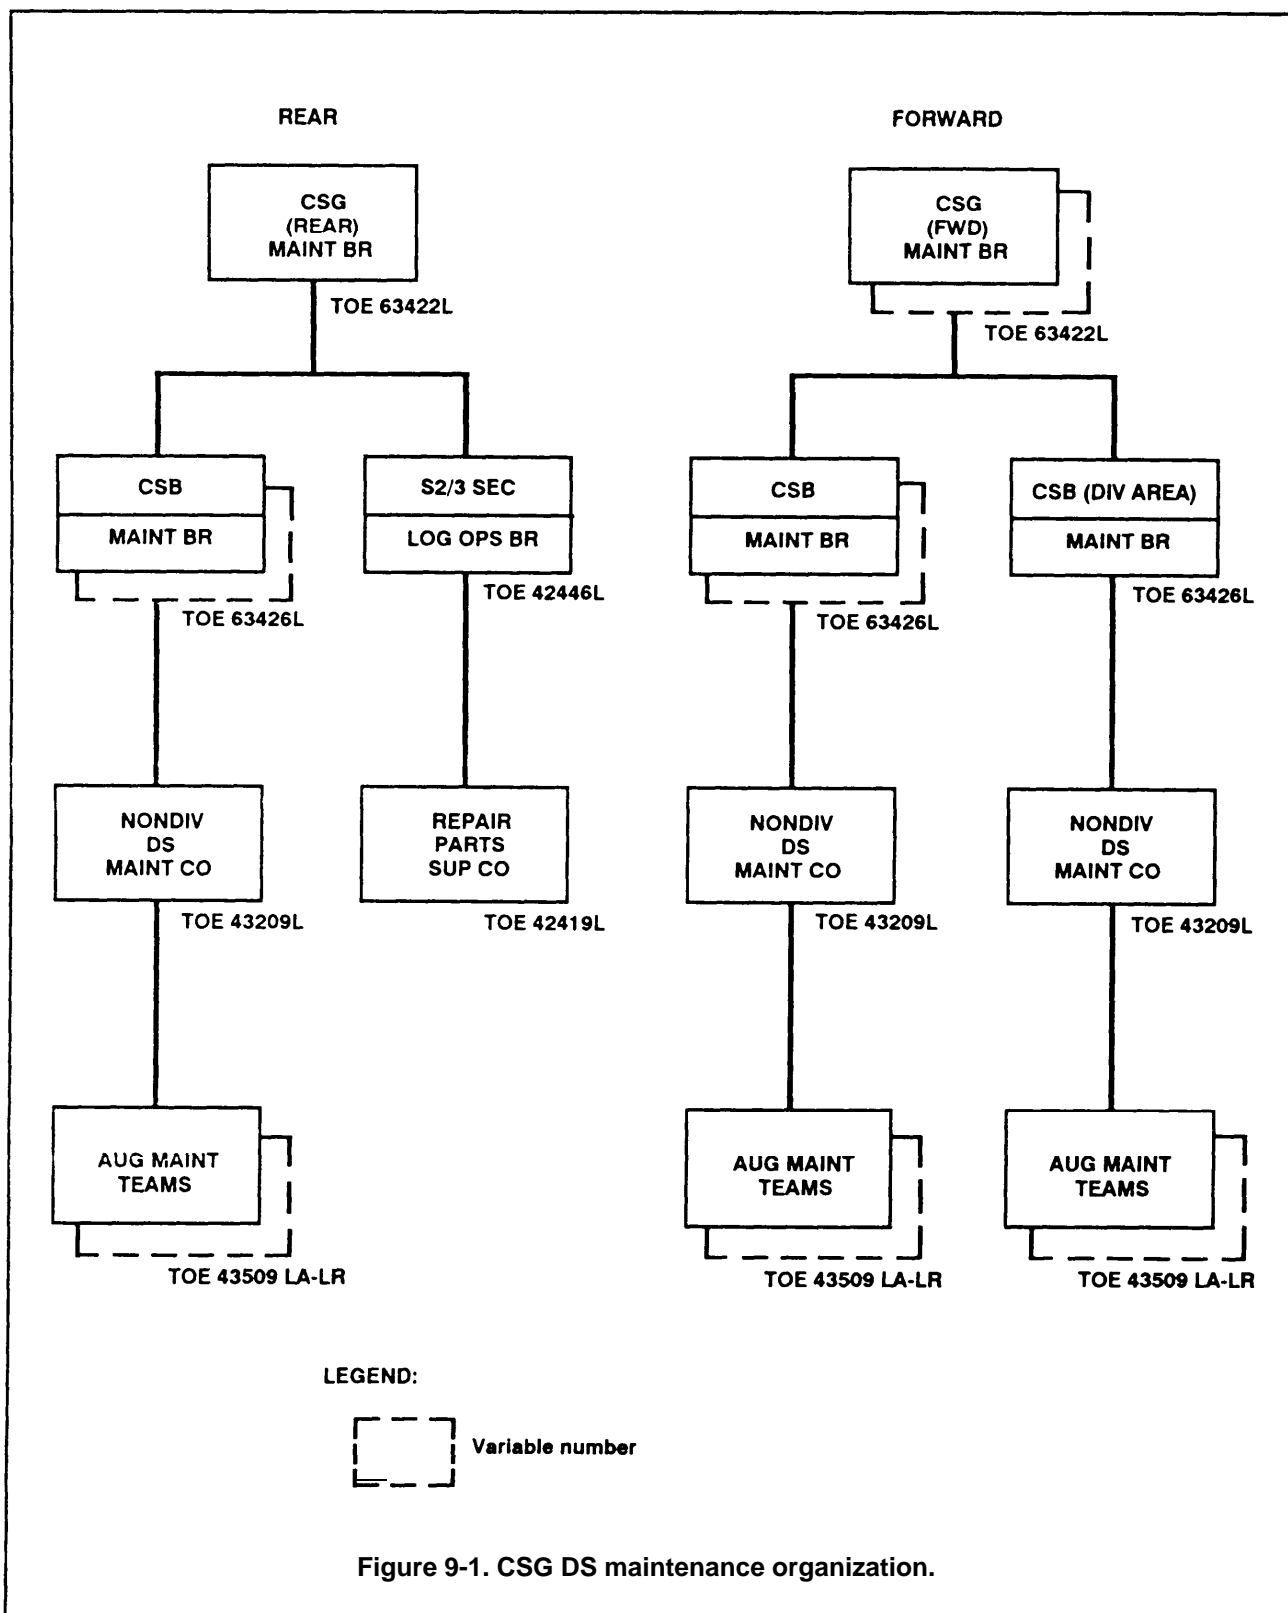 REAR
FORWARD
CSG
(REAR)
MAINT BR
CSG
(FWD)
MAINT BR
TOE 63422L
TOE 63422L
CSB
MAINT BR
S2/3 SEC
LOG OPS BR
CSB
MAINT BR
CSB (DIV AREA)
MAINT BR
TOE 63426L
TOE 42446L
TOE 63426L
TOE 63426L
NONDIV
DS
MAINT CO
REPAIR
PARTS
SUP CO
NONDIV
DS
MAINT CO
NONDIV
DS
MAINT CO
TOE 43209L
TOE 42419L
TOE 43209L
TOE 43209L
AUG MAINT
TEAMS
AUG MAINT
TEAMS
AUG MAINT
TEAMS
TOE 43509 LA-LR
TOE 43509 LA-LR
TOE 43509 LA-LR
LEGEND:
Variable number
Figure 9-1. CSG DS maintenance organization.